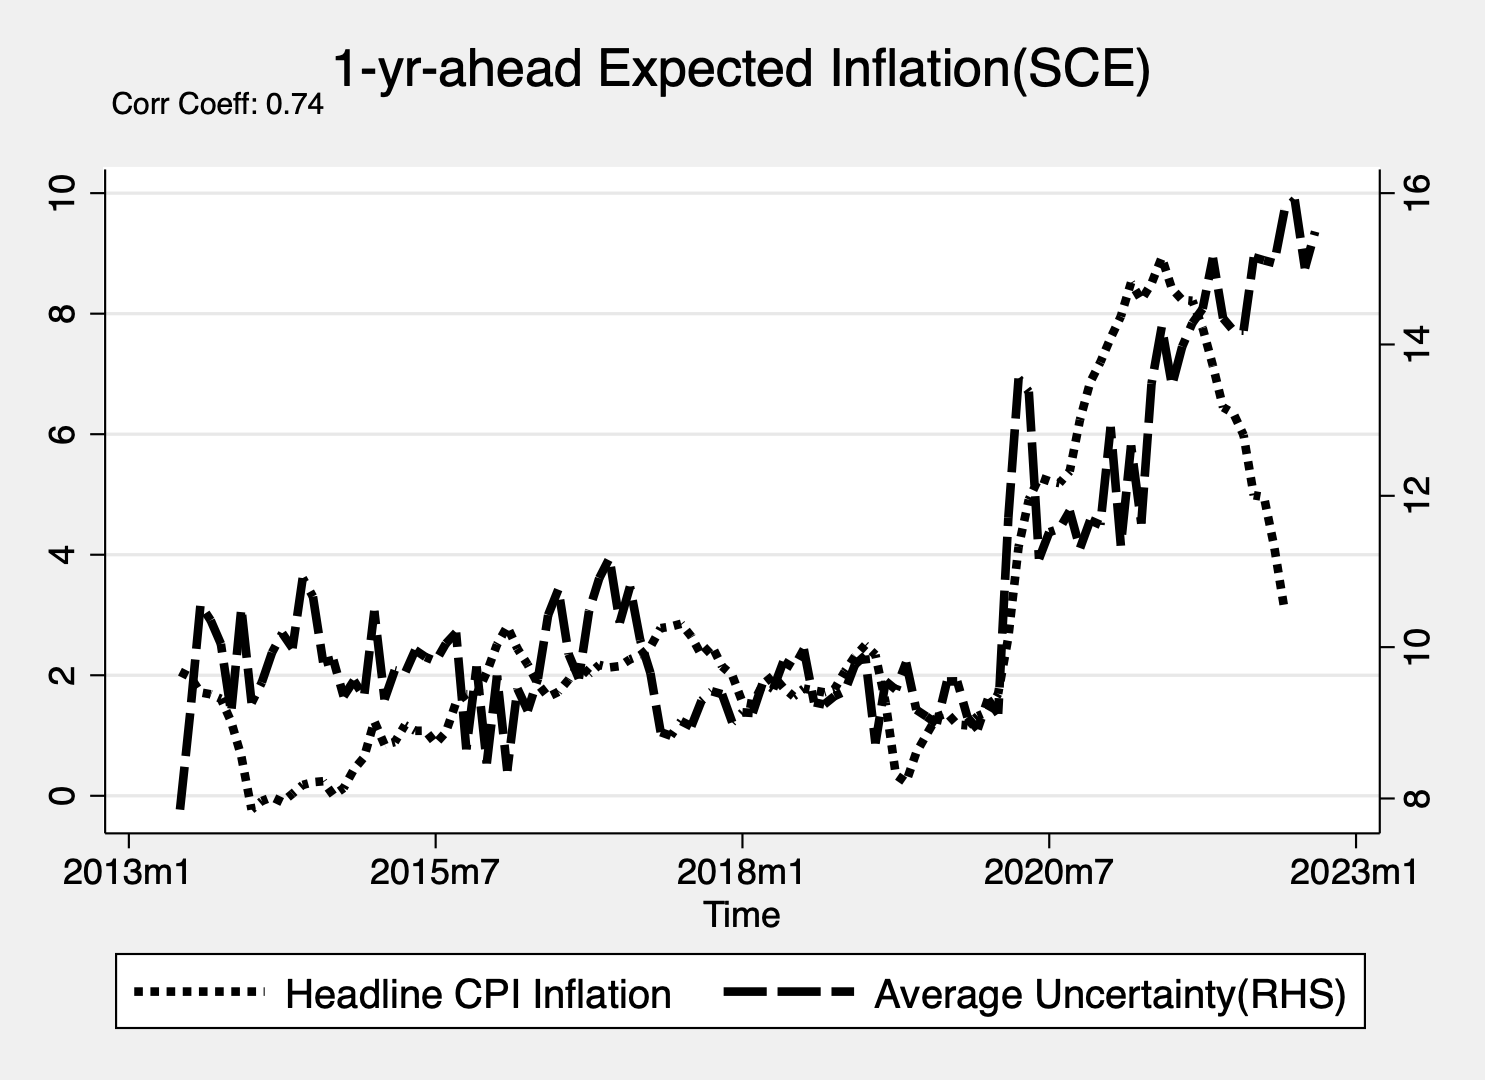 1-yr-ahead Expected Inflation(SCE)
Corr Coeff: 0.74
10
8
6
4
2
0
16
14
12
10
8
2013m1 2015m7 2018m1 2020m7 2023m1
Time
Headline CPI Inflation Average Uncertainty(RHS)